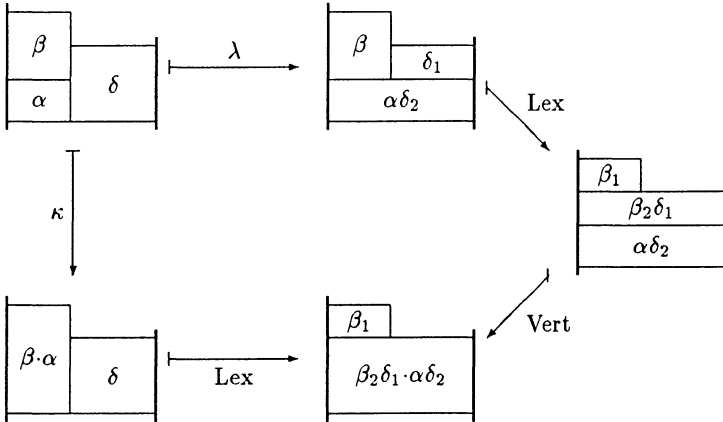 β
δ
α
λ
β
δ₁
αδ₂
Lex
β₁
β₂δ₁
αδ₂
κ
Vert
β·α
δ
Lex
β₁
β₂δ₁·αδ₂